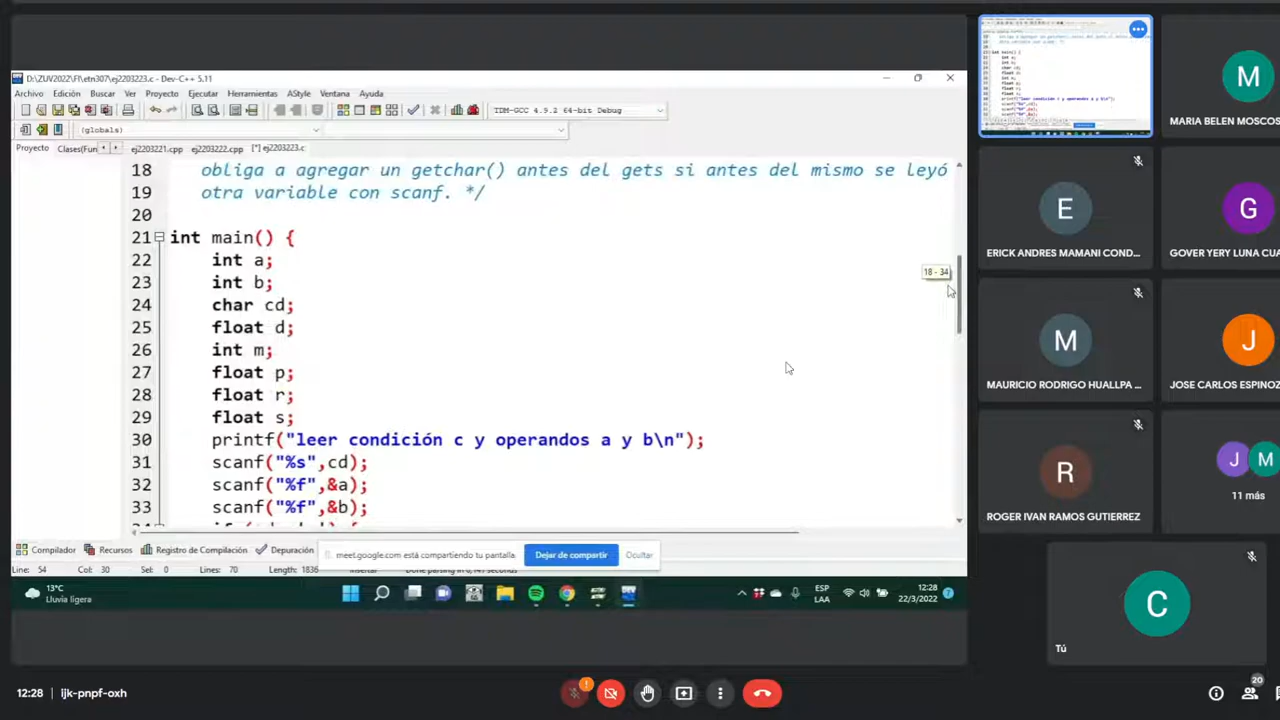 D:\ZUV2022\FI\etn307\ej2203223.c - Dev-C++ 5.11
Archivo Edición Buscar Ver Proyecto Ejecutar Herramientas AStyle Ventana Ayuda
64-bit Debug
(globals)
Proyecto Clases(Fun ej2203221.cpp ej2203222.cpp [*] ej2203223.c
18 obliga a agregar un getchar() antes del gets si antes del mismo se leyó
19 otra variable con scanf. */
20
21 int main() {
22 int a;
23 int b;
24 char cd;
25 float d;
26 int m;
27 float p;
28 float r;
29 float s;
30 printf("leer condición c y operandos a y b\n");
31 scanf("%s",cd);
32 scanf("%f",&a);
33 scanf("%f",&b);
18 - 34
Compilador Recursos Registro de Compilación Depuración
meet.google.com está compartiendo tu pantalla. Dejar de compartir Ocultar
Line: 54 Col: 30 Sel: 0 Lines: 70 Length: 1836
13°C
Lluvia ligera
ESP
LAA
12:28
22/3/2022
7
M
MARIA BELEN MOSCOS
E
ERICK ANDRES MAMANI COND...
G
GOVER YERY LUNA CUA
M
MAURICIO RODRIGO HUALLPA ...
J
JOSE CARLOS ESPINOZ
R
ROGER IVAN RAMOS GUTIERREZ
J M
11 más
C
Tú
12:28 | ijk-pnpf-oxh
!
20